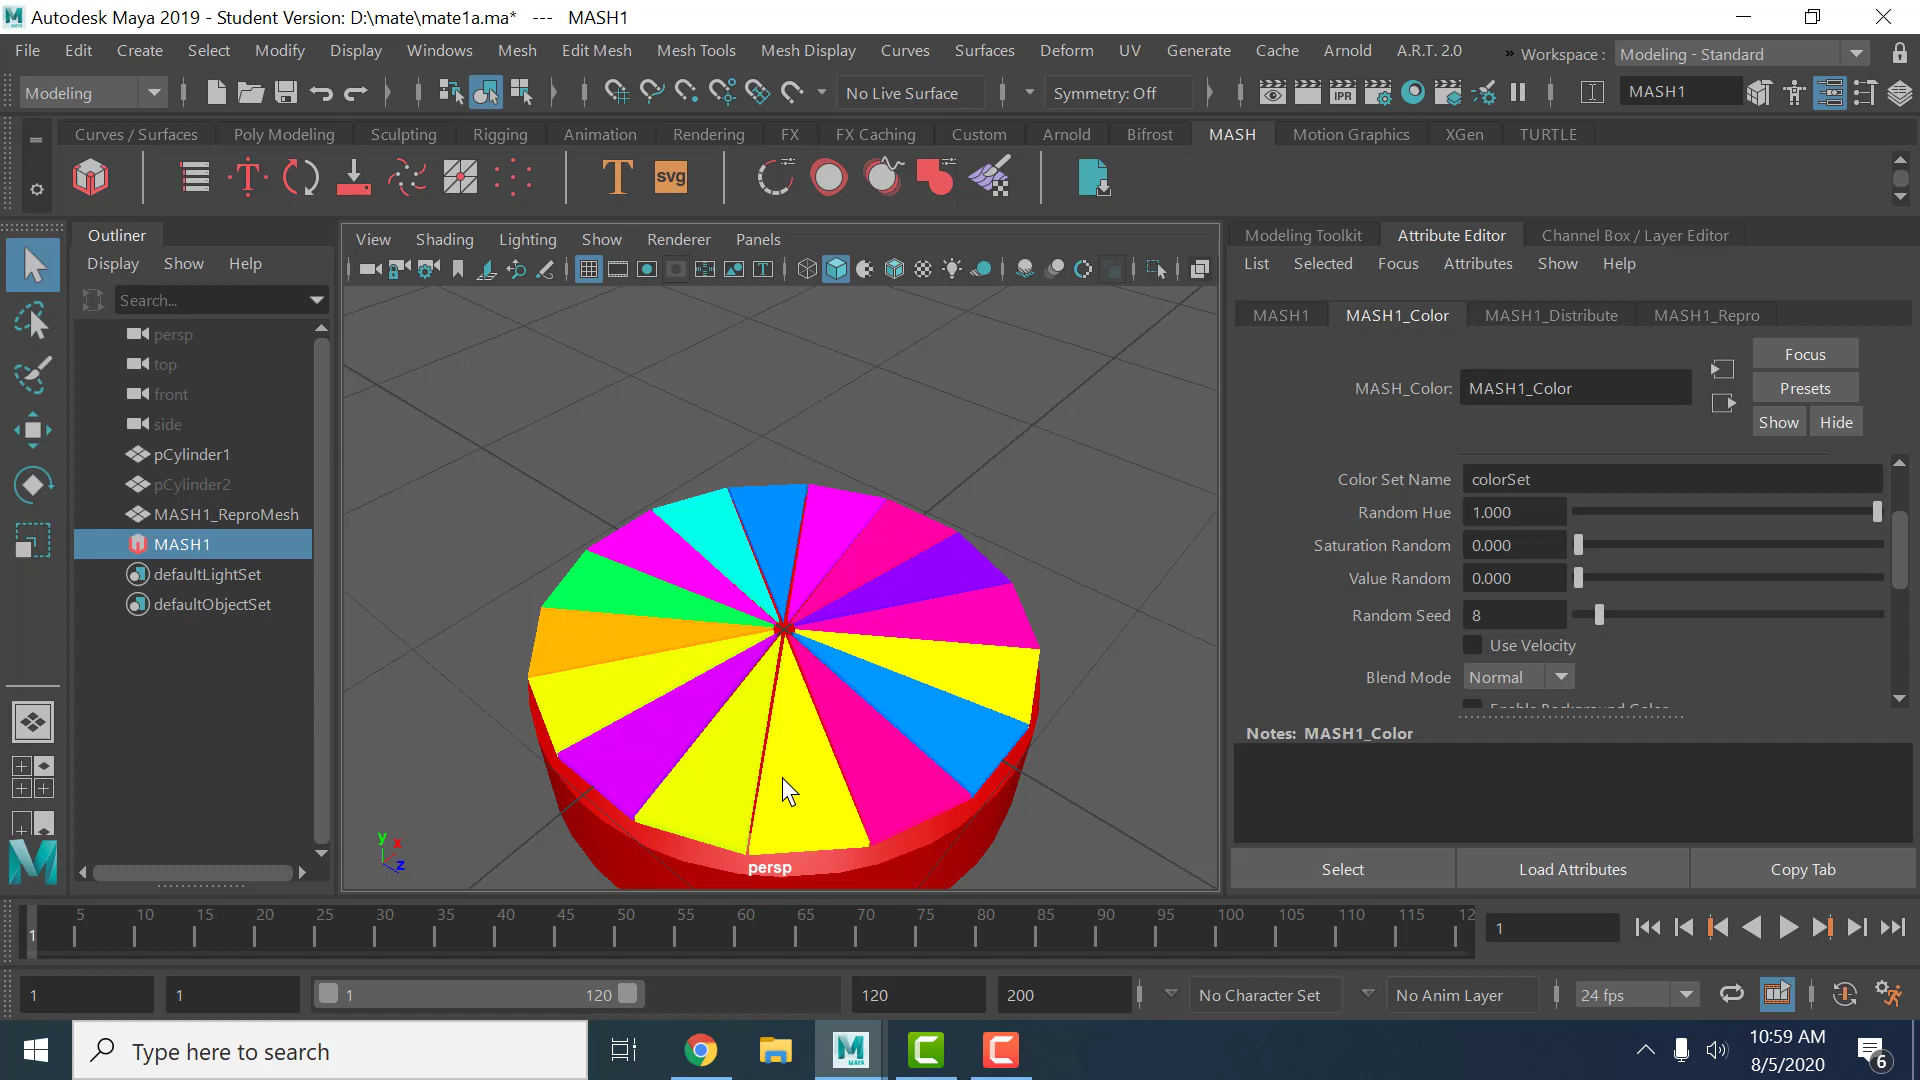 Autodesk Maya 2019 - Student Version: D:\mate\mate1a.ma* --- MASH1
File Edit Create Select Modify Display Windows Mesh Edit Mesh Mesh Tools Mesh Display Curves Surfaces Deform UV Generate Cache Arnold A.R.T. 2.0 » Workspace : Modeling - Standard
Modeling No Live Surface Symmetry: Off IPR MASH1
Curves / Surfaces Poly Modeling Sculpting Rigging Animation Rendering FX FX Caching Custom Arnold Bifrost MASH Motion Graphics XGen TURTLE
T T svg
Outliner
Display Show Help
Search...
persp
top
front
side
pCylinder1
pCylinder2
MASH1_ReproMesh
MASH1
defaultLightSet
defaultObjectSet
View Shading Lighting Show Renderer Panels
persp
y x z
Modeling Toolkit Attribute Editor Channel Box / Layer Editor
List Selected Focus Attributes Show Help
MASH1 MASH1_Color MASH1_Distribute MASH1_Repro
MASH_Color: MASH1_Color
Focus
Presets
Show Hide
Color Set Name colorSet
Random Hue 1.000
Saturation Random 0.000
Value Random 0.000
Random Seed 8
Use Velocity
Blend Mode Normal
Enable Background Color
Notes: MASH1_Color
Select Load Attributes Copy Tab
1 5 10 15 20 25 30 35 40 45 50 55 60 65 70 75 80 85 90 95 100 105 110 115 12 1
1 1 1 120 120 200 No Character Set No Anim Layer 24 fps
Type here to search
M MAYA
C C
10:59 AM
8/5/2020
6